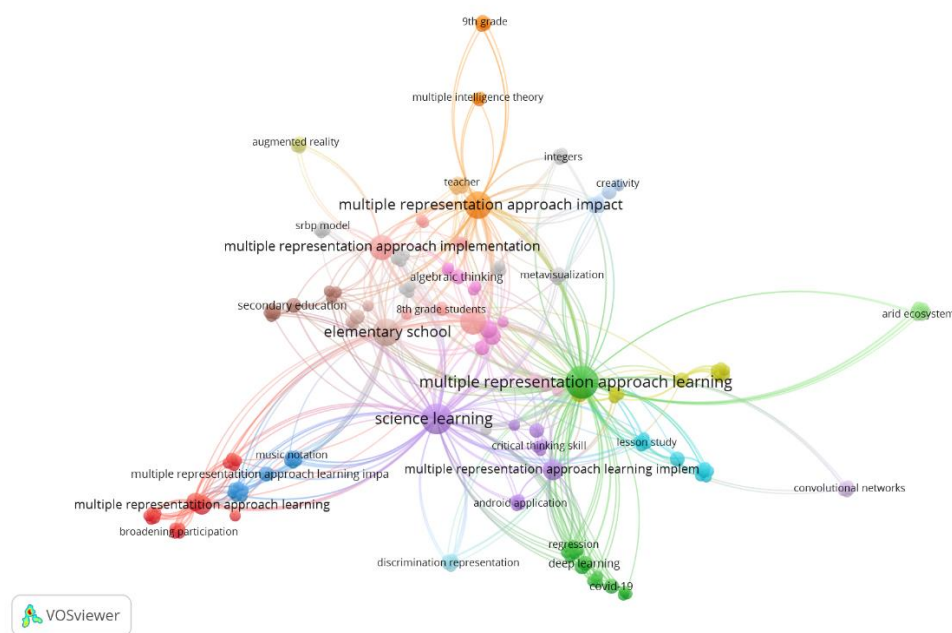 9th grade
multiple intelligence theory
augmented reality
integers
teacher
creativity
multiple representation approach impact
srbp model
multiple representation approach implementation
algebraic thinking
metavisualization
secondary education
8th grade students
arid ecosystem
elementary school
multiple representation approach learning
science learning
lesson study
critical thinking skill
music notation
multiple representatition approach learning impa
multiple representation approach learning implem
convolutional networks
multiple represtentation approach learning
android application
broadening participation
regression
discrimination representation
deep learning
covid-19
VOSviewer